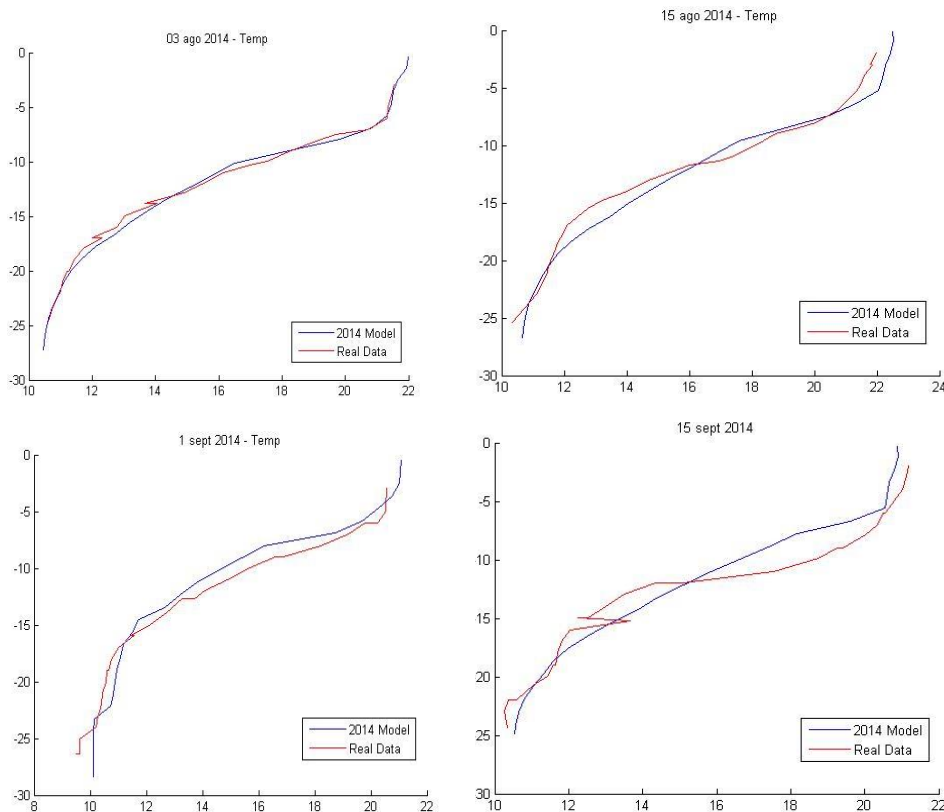 03 ago 2014 - Temp
0
-5
-10
-15
-20
-25
-30
10 12 14 16 18 20 22
2014 Model
Real Data
15 ago 2014 - Temp
0
-5
-10
-15
-20
-25
-30
10 12 14 16 18 20 22 24
2014 Model
Real Data
1 sept 2014 - Temp
0
-5
-10
-15
-20
-25
-30
8 10 12 14 16 18 20 22
2014 Model
Real Data
15 sept 2014
0
-5
-10
-15
20
25
30
10 12 14 16 18 20 22
2014 Model
Real Data